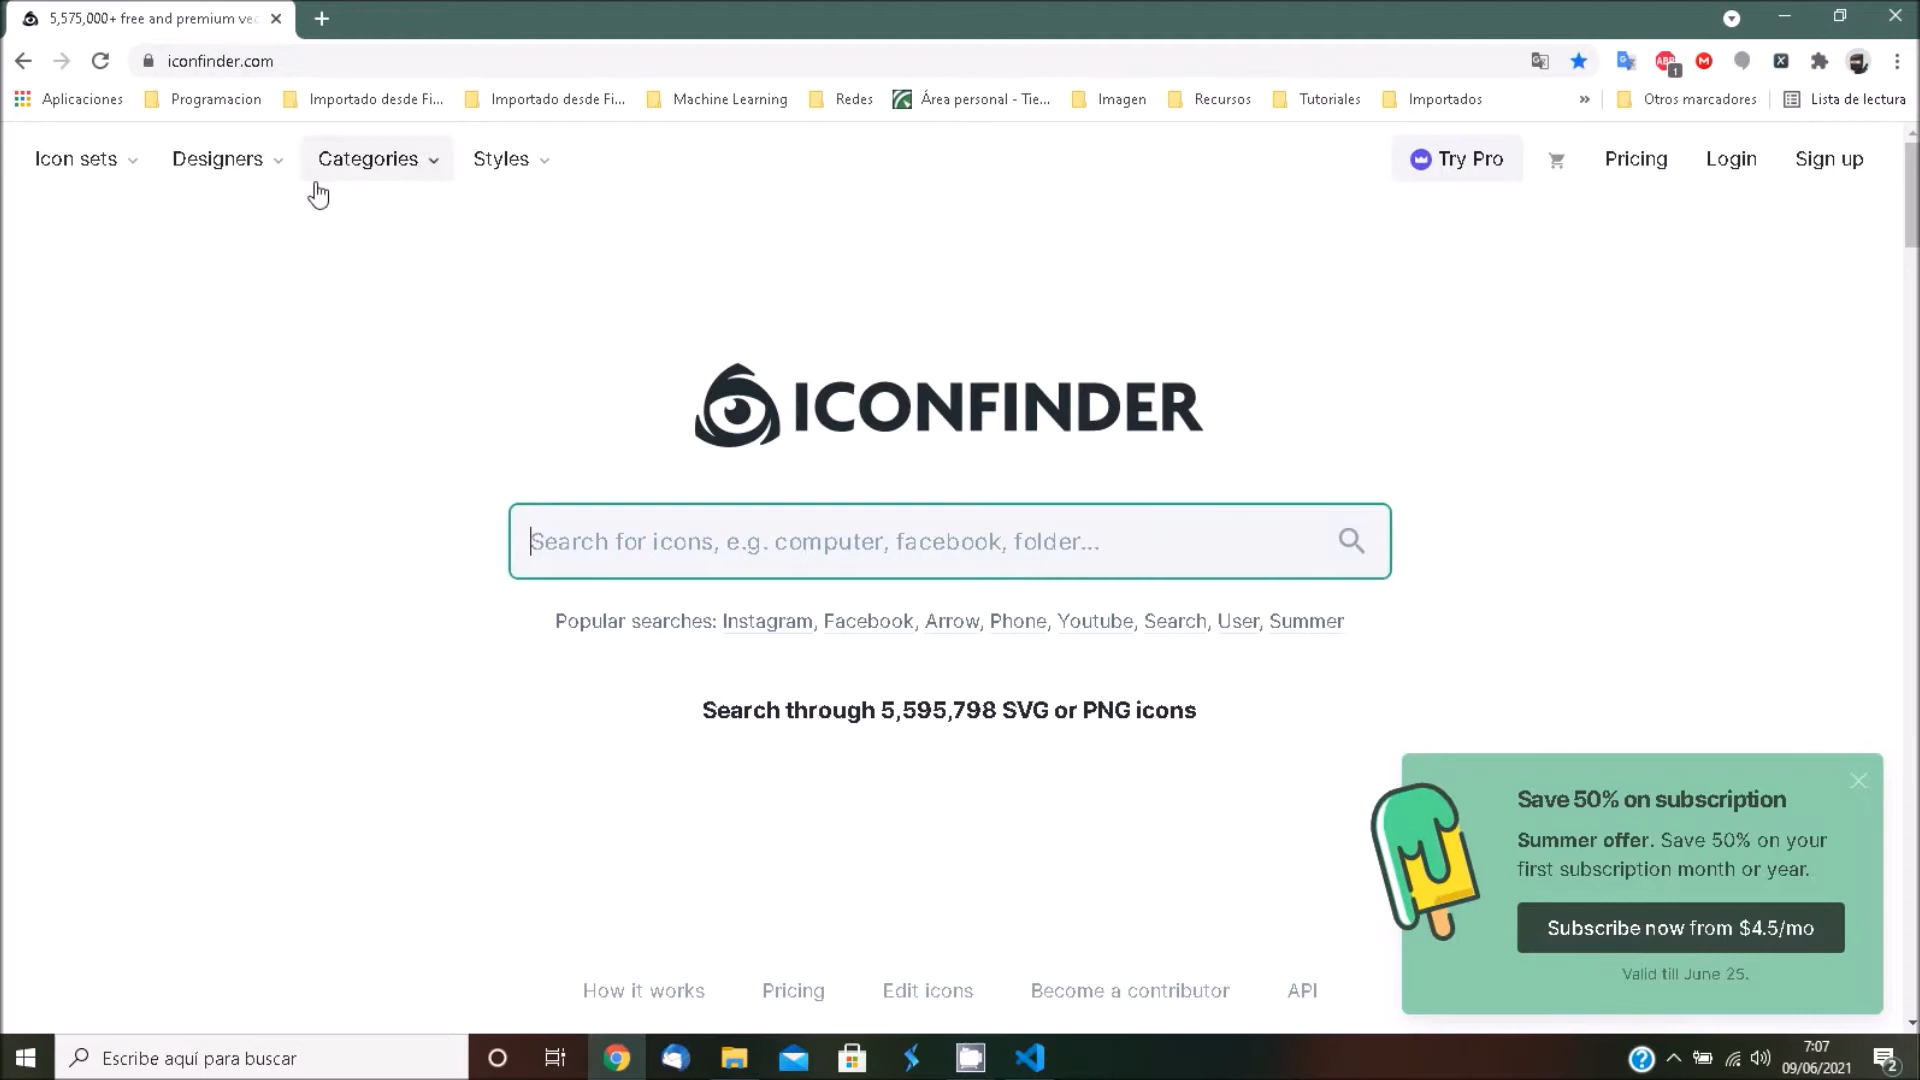 5,575,000+ free and premium ve
iconfinder.com
1
Aplicaciones
Programacion
Importado desde Fi...
Importado desde Fi...
Machine Learning
Redes
Área personal - Tie...
Imagen
Recursos
Tutoriales
Importados
»
Otros marcadores
Lista de lectura
Icon sets
Designers
Categories
Styles
Try Pro
Pricing
Login
Sign up
ICONFINDER
Search for icons, e.g. computer, facebook, folder...
Popular searches: Instagram, Facebook, Arrow, Phone, Youtube, Search, User, Summer
Search through 5,595,798 SVG or PNG icons
Save 50% on subscription
Summer offer. Save 50% on your
first subscription month or year.
Subscribe now from $4.5/mo
Valid till June 25.
How it works
Pricing
Edit icons
Become a contributor
API
Escribe aquí para buscar
7:07
09/06/2021
2